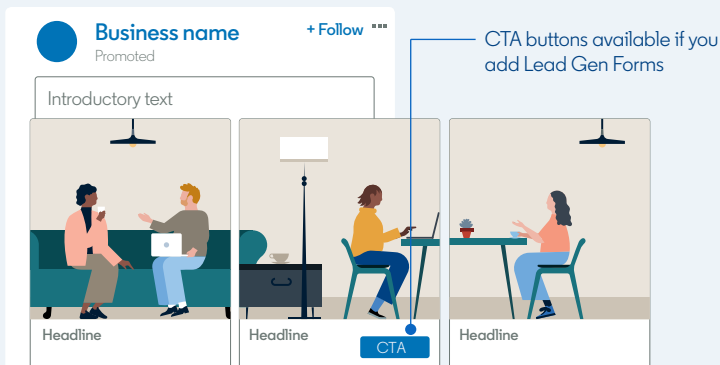 Business name
+ Follow
Promoted
CTA buttons available if you
add Lead Gen Forms
Introductory text
Headline
Headline
CTA
Headline